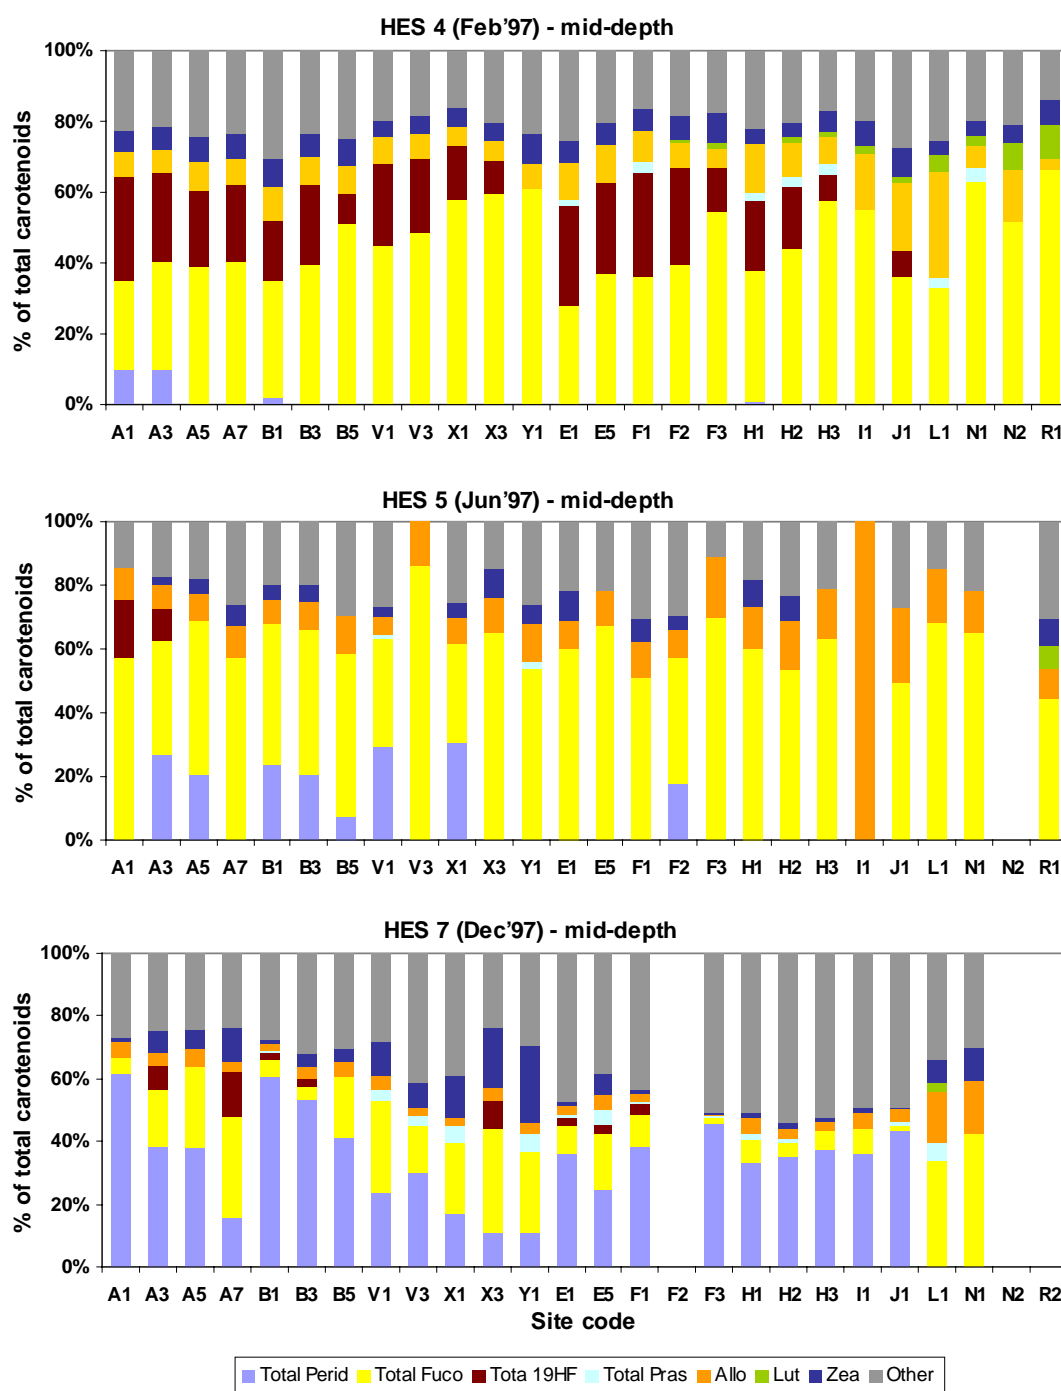 HES 4 (Feb'97) - mid-depth
% of total carotenoids
100%
80%
60%
40%
20%
0%
A1 A3 A5 A7 B1 B3 B5 V1 V3 X1 X3 Y1 E1 E5 F1 F2 F3 H1 H2 H3 I1 J1 L1 N1 N2 R1
HES 5 (Jun'97) - mid-depth
% of total carotenoids
100%
80%
60%
40%
20%
0%
A1 A3 A5 A7 B1 B3 B5 V1 V3 X1 X3 Y1 E1 E5 F1 F2 F3 H1 H2 H3 I1 J1 L1 N1 N2 R1
HES 7 (Dec'97) - mid-depth
% of total carotenoids
100%
80%
60%
40%
20%
0%
A1 A3 A5 A7 B1 B3 B5 V1 V3 X1 X3 Y1 E1 E5 F1 F2 F3 H1 H2 H3 I1 J1 L1 N1 N2 R2
Site code
Total Perid Total Fuco Tota 19HF Total Pras Allo Lut Zea Other